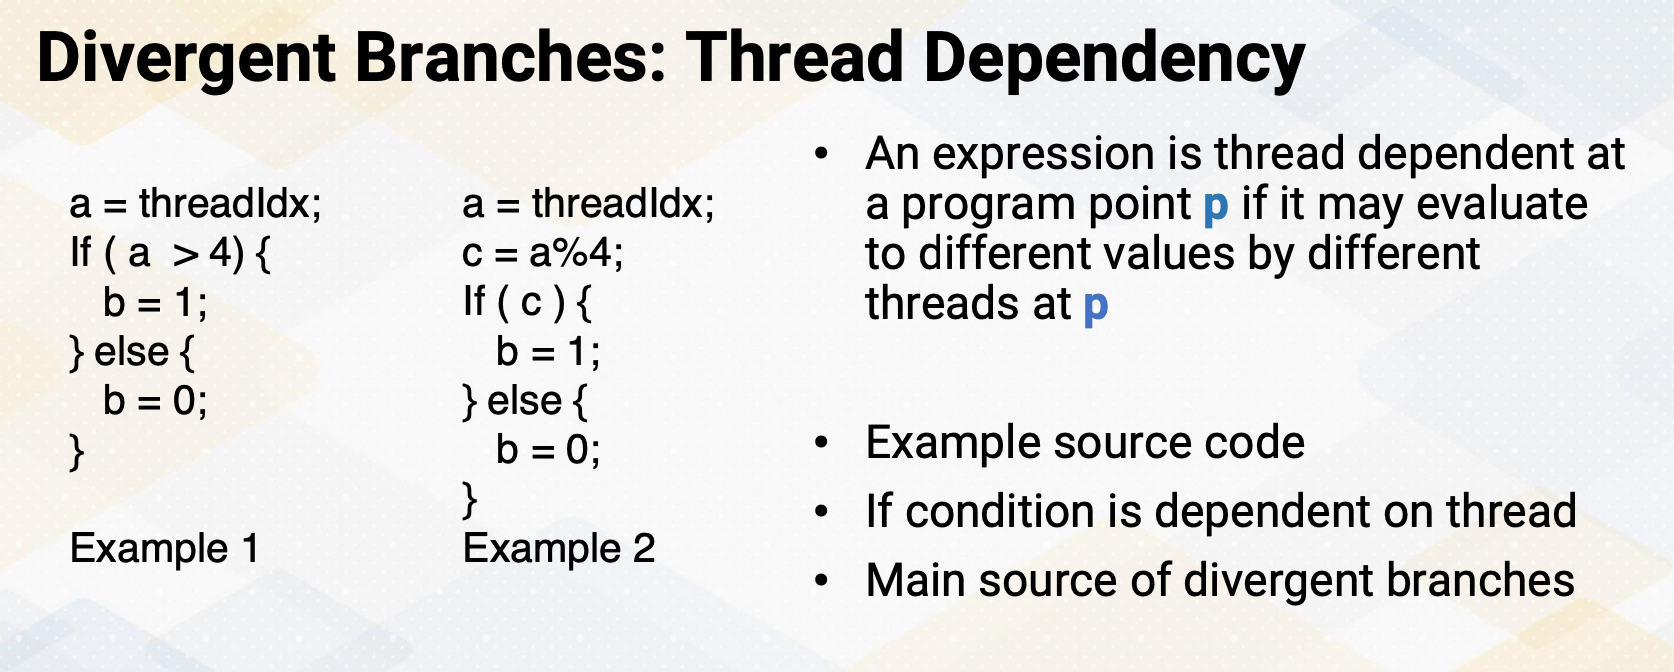 Divergent Branches: Thread Dependency
a = threadIdx;
If ( a  > 4) {
b = 1;
} else {
b = 0;
}
Example 1
a = threadIdx;
c = a%4;
If ( c ) {
b = 1;
} else {
b = 0;
}
Example 2
• An expression is thread dependent at
a program point p if it may evaluate
to different values by different
threads at p
• Example source code
• If condition is dependent on thread
• Main source of divergent branches